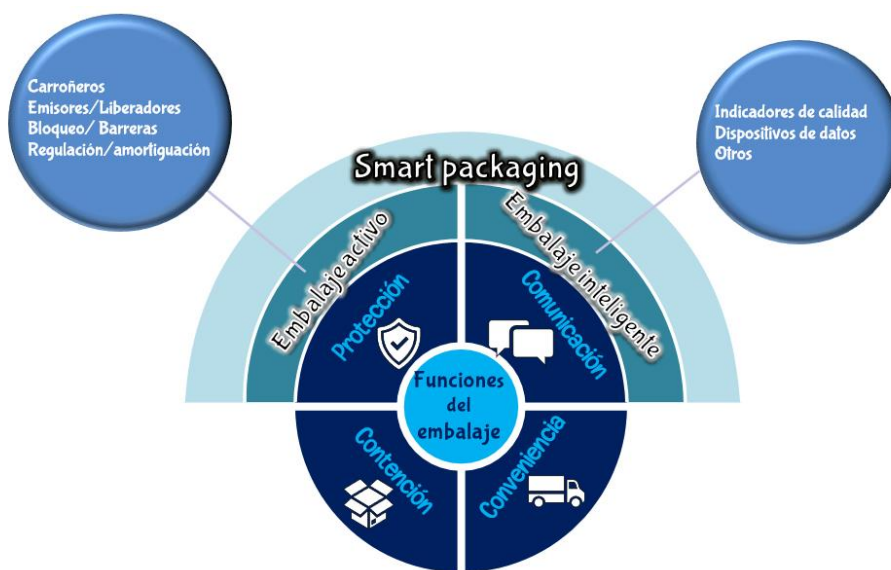 Carroñeros
Emisores/Liberadores
Bloqueo/ Barreras
Regulación/amortiguación
Indicadores de calidad
Dispositivos de datos
Otros
Smart packaging
Embalaje activo
Embalaje inteligente
Protección
Comunicación
Funciones
del
embalaje
Contención
Conveniencia